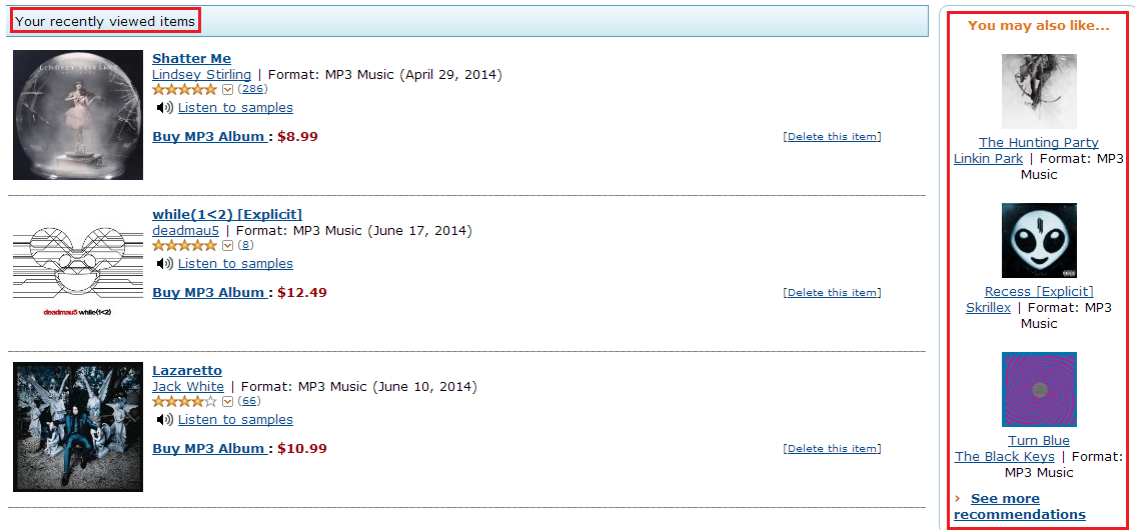 Your recently viewed items
LINDSEY STIRLING
Shatter Me
Lindsey Stirling | Format: MP3 Music (April 29, 2014)
(286)
Listen to samples
Buy MP3 Album : $8.99
[Delete this item]
while(1<2) [Explicit]
deadmau5 | Format: MP3 Music (June 17, 2014)
(8)
Listen to samples
Buy MP3 Album : $12.49
[Delete this item]
deadmau5 while(1<2)
Lazaretto
Jack White | Format: MP3 Music (June 10, 2014)
(66)
Listen to samples
Buy MP3 Album : $10.99
[Delete this item]
You may also like...
The Hunting Party
Linkin Park | Format: MP3
Music
Recess [Explicit]
Skrillex | Format: MP3
Music
Turn Blue
The Black Keys | Format:
MP3 Music
› See more
recommendations